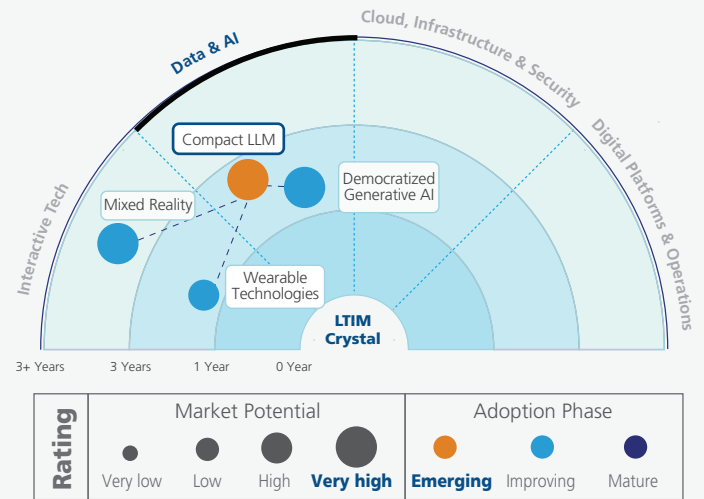 Data & AI
Cloud, Infrastructure & Security
Interactive Tech
Digital Platforms & Operations
Compact LLM
Mixed Reality
Democratized
Generative AI
Wearable
Technologies
LTIM
Crystal
3+ Years
3 Years
1 Year
0 Year
Rating
Market Potential
Very low
Low
High
Very high
Adoption Phase
Emerging
Improving
Mature